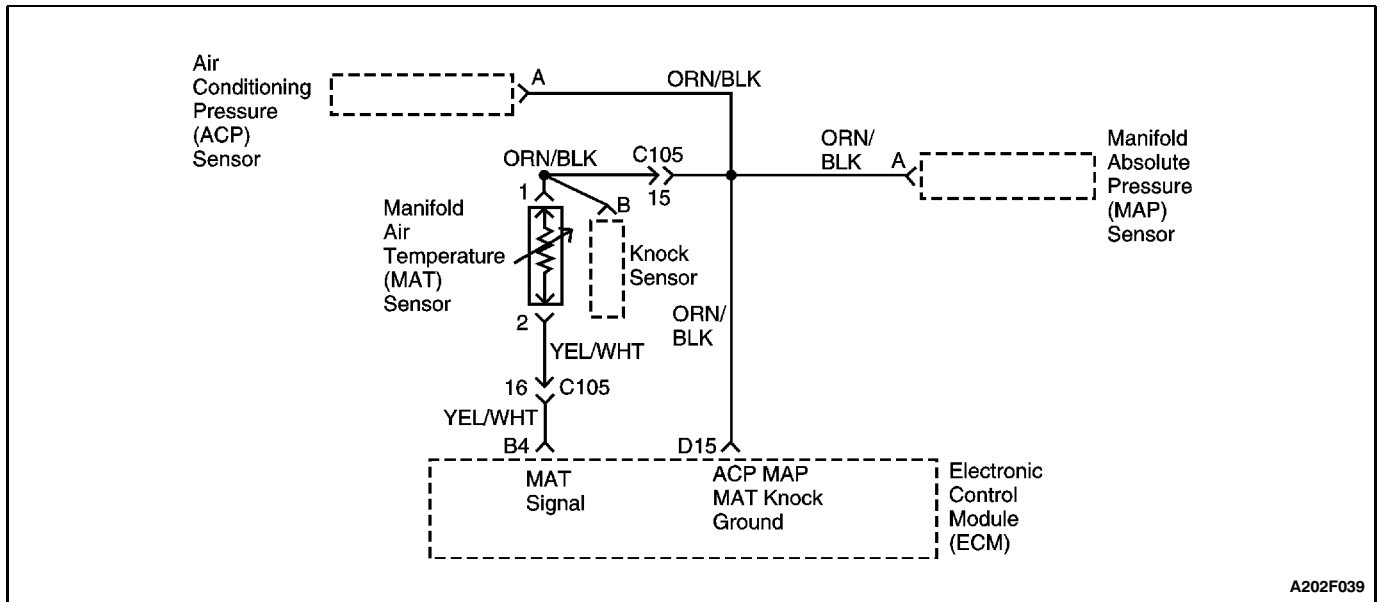 Air
Conditioning
Pressure
(ACP)
Sensor
A
ORN/BLK
ORN/BLK
C105
15
ORN/
BLK
A
Manifold
Absolute
Pressure
(MAP)
Sensor
1
B
Manifold
Air
Temperature
(MAT)
Sensor
Knock
Sensor
2
ORN/
BLK
YEL/WHT
16
C105
YEL/WHT
B4
D15
MAT
Signal
ACP MAP
MAT Knock
Ground
Electronic
Control
Module
(ECM)
A202F039